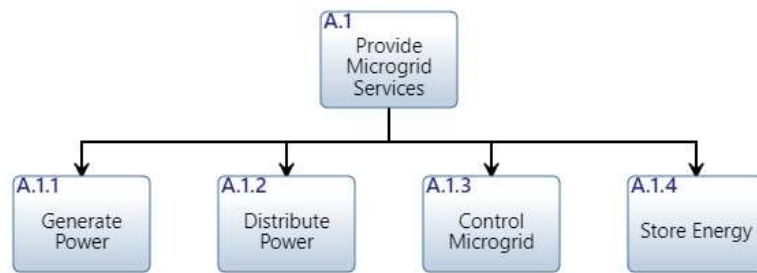 A.1
Provide
Microgrid
Services
A.1.1
Generate
Power
A.1.2
Distribute
Power
A.1.3
Control
Microgrid
A.1.4
Store Energy